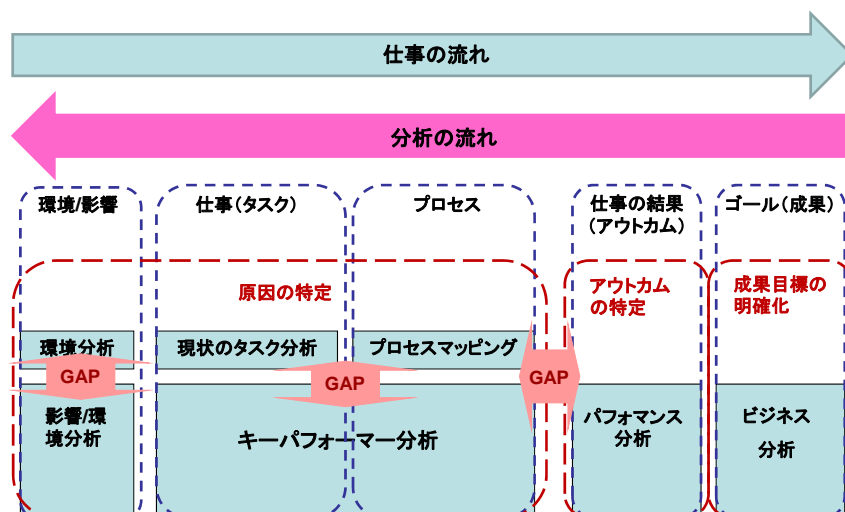 仕事の流れ
分析の流れ
環境/影響
仕事(タスク)
プロセス
仕事の結果
(アウトカム)
ゴール(成果)
原因の特定
アウトカム
の特定
成果目標の
明確化
環境分析
現状のタスク分析
プロセスマッピング
GAP
GAP
GAP
影響/環
境分析
キーパフォーマー分析
パフォマンス
分析
ビジネス
分析